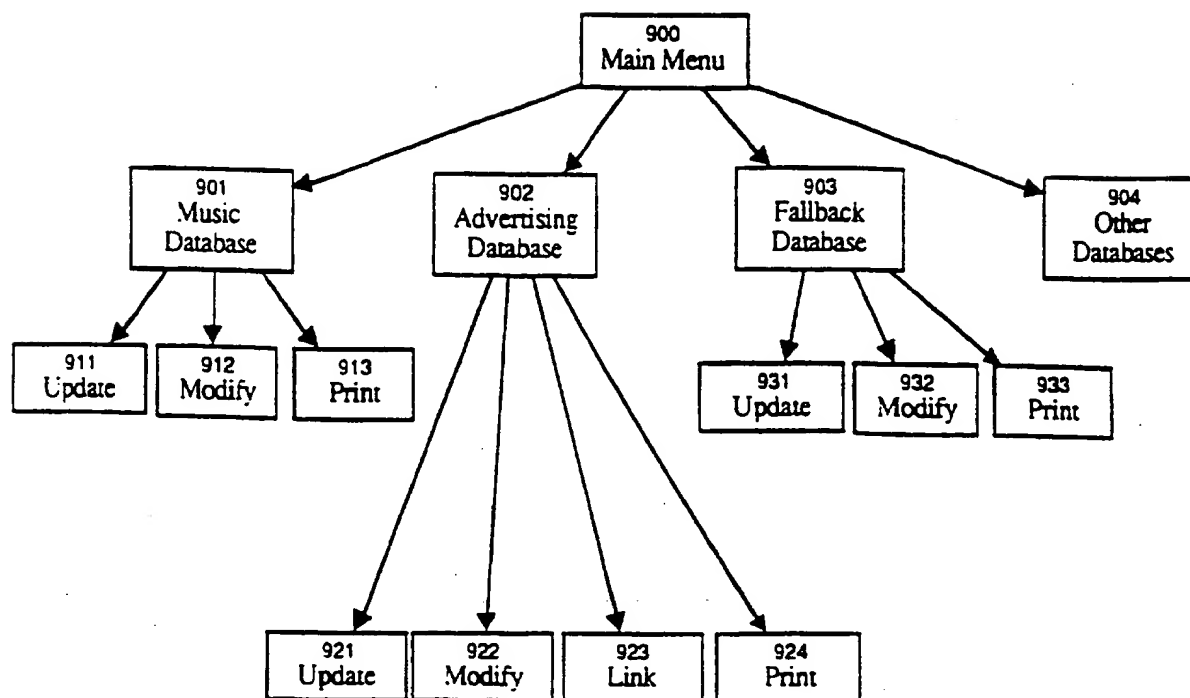 900
Main Menu
901
Music
Database
902
Advertising
Database
903
Fallback
Database
904
Other
Databases
911
Update
912
Modify
913
Print
931
Update
932
Modify
933
Print
921
Update
922
Modify
923
Link
924
Print